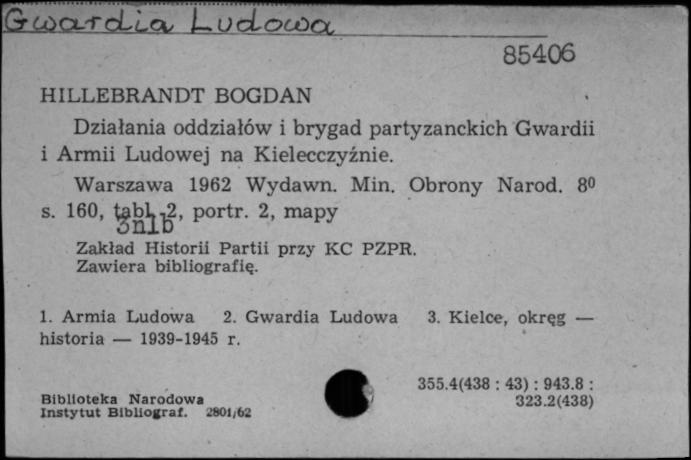 Gwardia Ludowa
85406
HILLEBRANDT BOGDAN
Działania oddziałów i brygad partyzanckich Gwardii
i Armii Ludowej na Kielecczyźnie.
Warszawa 1962 Wydawn. Min. Obrony Narod. 8⁰
s. 160, tabl. 2, portr. 2, mapy
3nlb
Zakład Historii Partii przy KC PZPR.
Zawiera bibliografię.
1. Armia Ludowa 2. Gwardia Ludowa 3. Kielce, okręg —
historia — 1939-1945 r.
355.4(438 : 43) : 943.8 :
323.2(438)
Biblioteka Narodowa
Instytut Bibliograf. 2801/62